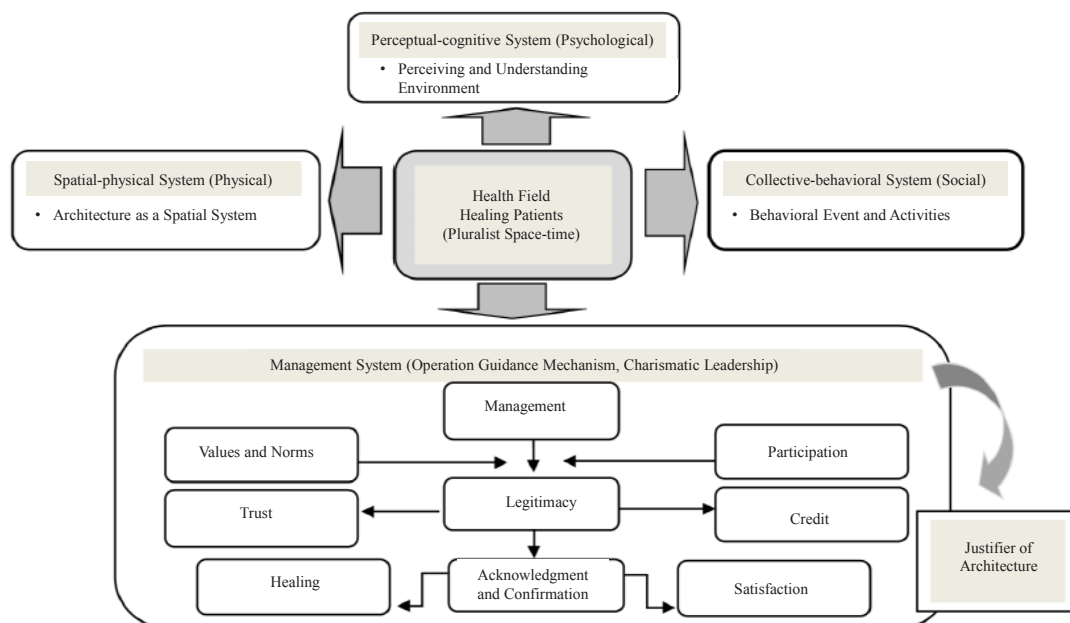 Perceptual-cognitive System (Psychological)
• Perceiving and Understanding
Environment
Spatial-physical System (Physical)
• Architecture as a Spatial System
Health Field
Healing Patients
(Pluralist Space-time)
Collective-behavioral System (Social)
• Behavioral Event and Activities
Management System (Operation Guidance Mechanism, Charismatic Leadership)
Management
Values and Norms
Participation
Trust
Legitimacy
Credit
Healing
Acknowledgment
and Confirmation
Satisfaction
Justifier of
Architecture